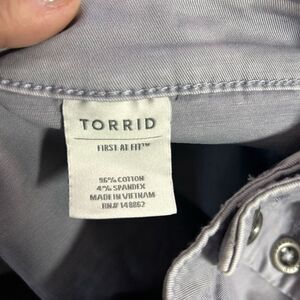 TORRID
FIRST AT FIT™
96% COTTON
4% SPANDEX
MADE IN VIETNAM
RN# 148862